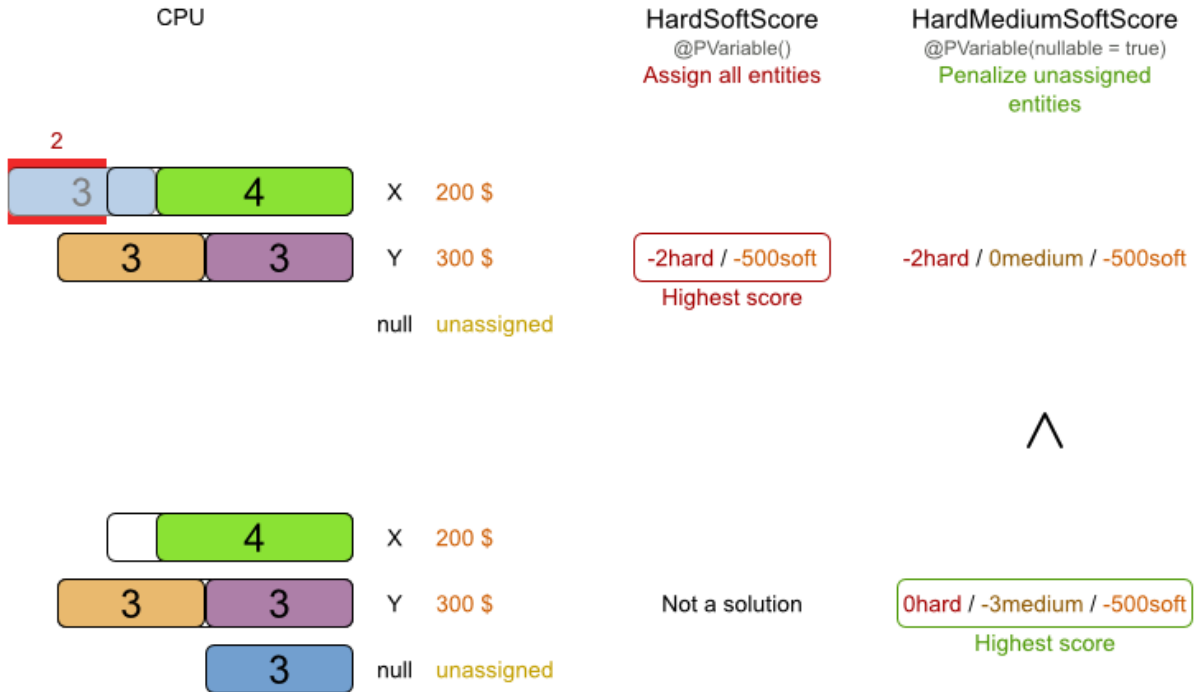 CPU
HardSoftScore
HardMediumSoftScore
@PVariable()
@PVariable(nullable = true)
Assign all entities
Penalize unassigned
entities
2
3 4 X 200 $
3 3 Y 300 $ -2hard / -500soft -2hard / 0medium / -500soft
Highest score
null unassigned
4 X 200 $
3 3 Y 300 $ Not a solution 0hard / -3medium / -500soft
Highest score
3 null unassigned